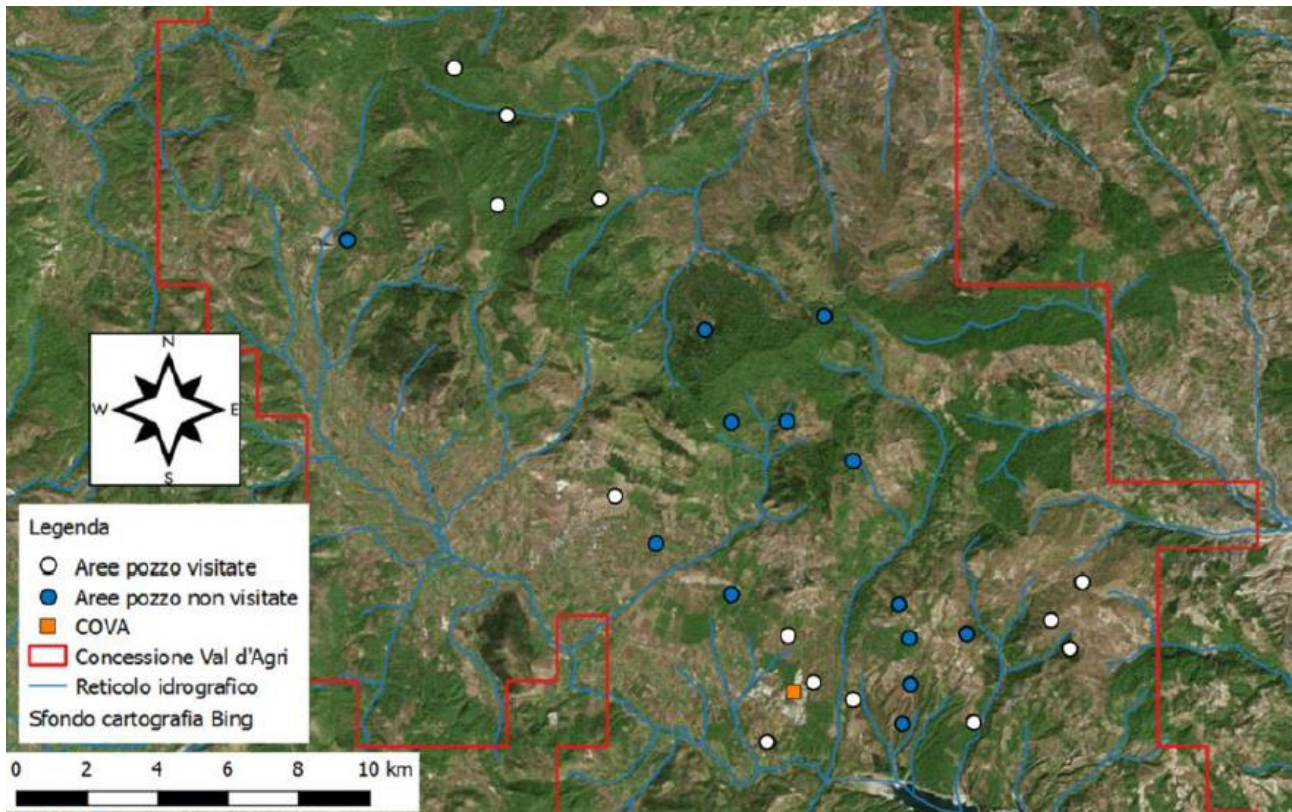 N
W E
S
Legenda
Aree pozzo visitate
Aree pozzo non visitate
COVA
Concessione Val d'Agri
Reticolo idrografico
Sfondo cartografia Bing
0 2 4 6 8 10 km